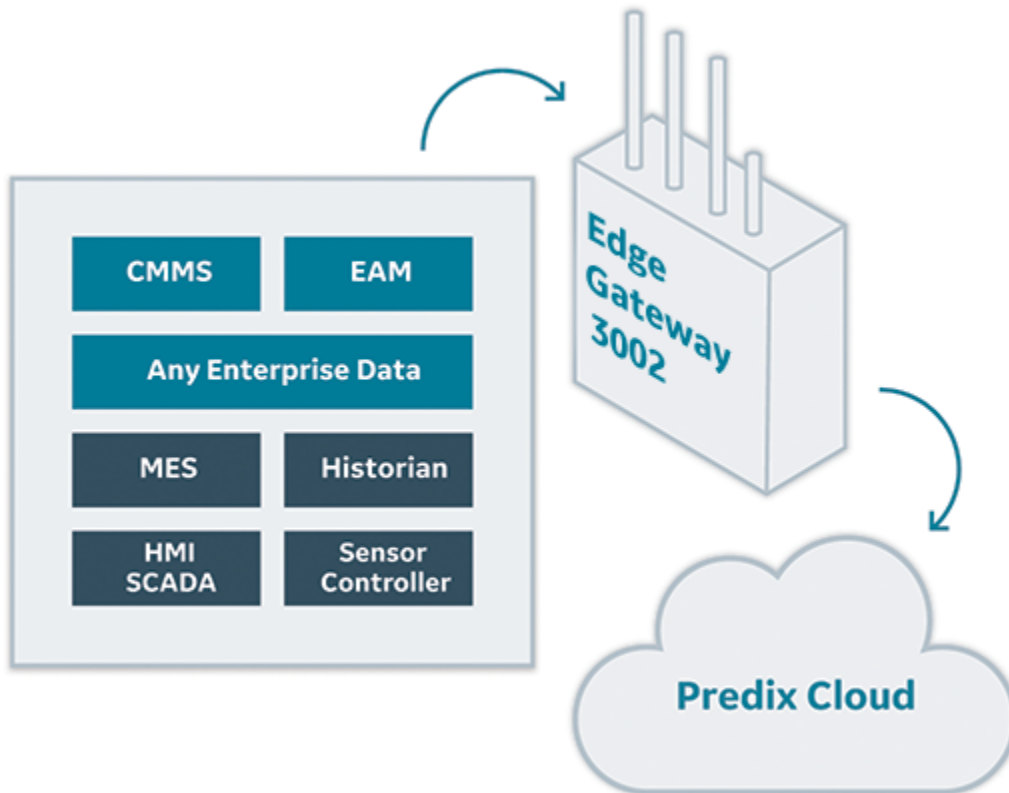 CMMS
EAM
Any Enterprise Data
MES
Historian
HMI
SCADA
Sensor
Controller
Edge
Gateway
3002
Predix Cloud